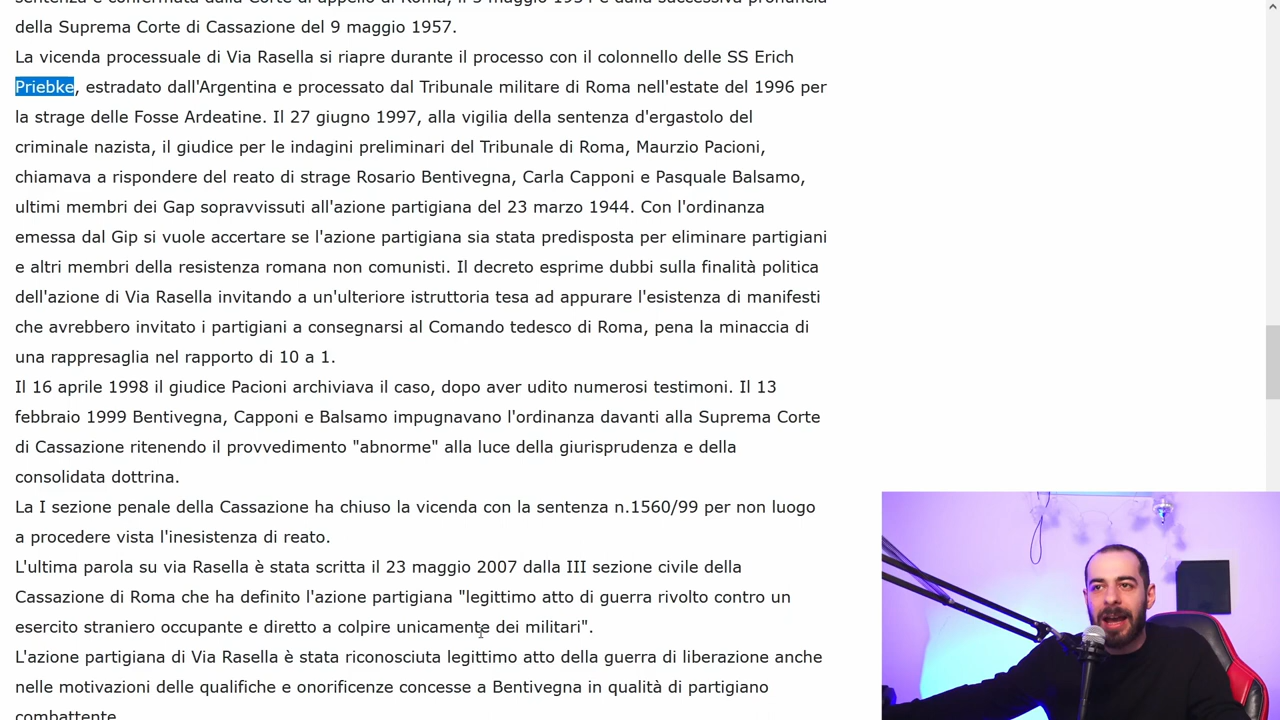 della Suprema Corte di Cassazione del 9 maggio 1957.
La vicenda processuale di Via Rasella si riapre durante il processo con il colonnello delle SS Erich
Priebke, estradato dall'Argentina e processato dal Tribunale militare di Roma nell'estate del 1996 per
la strage delle Fosse Ardeatine. Il 27 giugno 1997, alla vigilia della sentenza d'ergastolo del
criminale nazista, il giudice per le indagini preliminari del Tribunale di Roma, Maurzio Pacioni,
chiamava a rispondere del reato di strage Rosario Bentivegna, Carla Capponi e Pasquale Balsamo,
ultimi membri dei Gap sopravvissuti all'azione partigiana del 23 marzo 1944. Con l'ordinanza
emessa dal Gip si vuole accertare se l'azione partigiana sia stata predisposta per eliminare partigiani
e altri membri della resistenza romana non comunisti. Il decreto esprime dubbi sulla finalità politica
dell'azione di Via Rasella invitando a un'ulteriore istruttoria tesa ad appurare l'esistenza di manifesti
che avrebbero invitato i partigiani a consegnarsi al Comando tedesco di Roma, pena la minaccia di
una rappresaglia nel rapporto di 10 a 1.
Il 16 aprile 1998 il giudice Pacioni archiviava il caso, dopo aver udito numerosi testimoni. Il 13
febbraio 1999 Bentivegna, Capponi e Balsamo impugnavano l'ordinanza davanti alla Suprema Corte
di Cassazione ritenendo il provvedimento "abnorme" alla luce della giurisprudenza e della
consolidata dottrina.
La I sezione penale della Cassazione ha chiuso la vicenda con la sentenza n.1560/99 per non luogo
a procedere vista l'inesistenza di reato.
L'ultima parola su via Rasella è stata scritta il 23 maggio 2007 dalla III sezione civile della
Cassazione di Roma che ha definito l'azione partigiana "legittimo atto di guerra rivolto contro un
esercito straniero occupante e diretto a colpire unicamente dei militari".
L'azione partigiana di Via Rasella è stata riconosciuta legittimo atto della guerra di liberazione anche
nelle motivazioni delle qualifiche e onorificenze concesse a Bentivegna in qualità di partigiano
combattente.